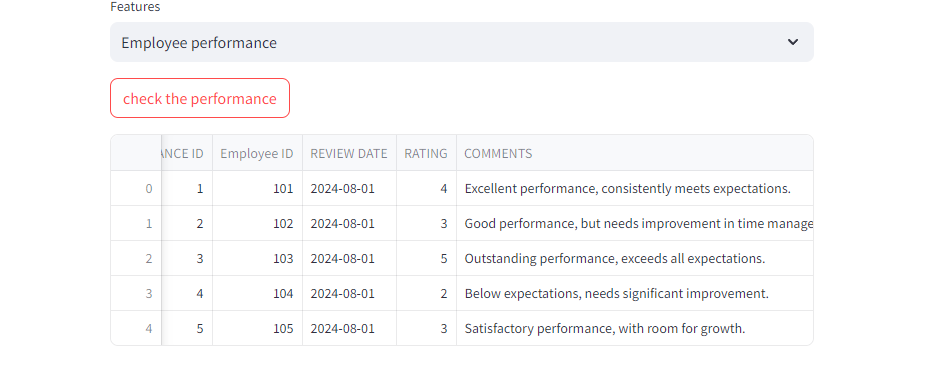 Features
Employee performance
check the performance
ANCE ID Employee ID REVIEW DATE RATING COMMENTS
0 1 101 2024-08-01 4 Excellent performance, consistently meets expectations.
1 2 102 2024-08-01 3 Good performance, but needs improvement in time manage
2 3 103 2024-08-01 5 Outstanding performance, exceeds all expectations.
3 4 104 2024-08-01 2 Below expectations, needs significant improvement.
4 5 105 2024-08-01 3 Satisfactory performance, with room for growth.